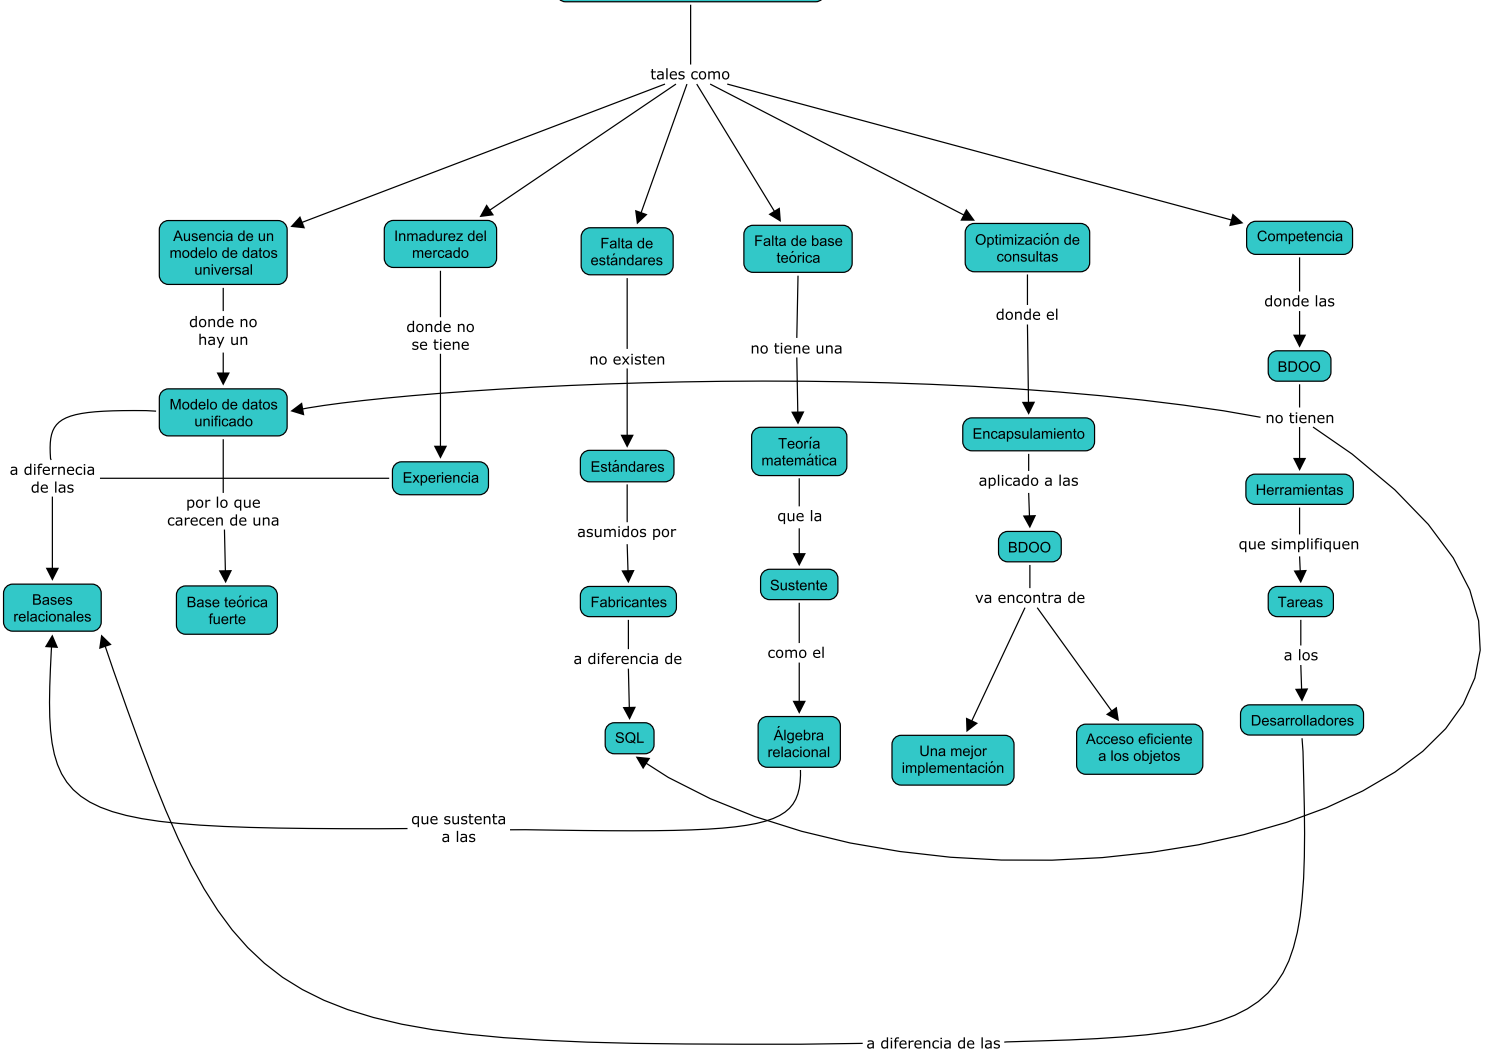 tales como
Ausencia de un
modelo de datos
universal
Inmadurez del
mercado
Falta de
estándares
Falta de base
teórica
Optimización de
consultas
Competencia
donde no
hay un
donde no
se tiene
no existen
no tiene una
donde el
donde las
BDOO
Modelo de datos
unificado
no tienen
a difernecia
de las
Experiencia
Estándares
Teoría
matemática
Encapsulamiento
aplicado a las
Herramientas
por lo que
carecen de una
asumidos por
que la
BDOO
que simplifiquen
Bases
relacionales
Base teórica
fuerte
Fabricantes
Sustente
va encontra de
Tareas
a diferencia de
como el
a los
SQL
Álgebra
relacional
Una mejor
implementación
Acceso eficiente
a los objetos
Desarrolladores
que sustenta
a las
a diferencia de las